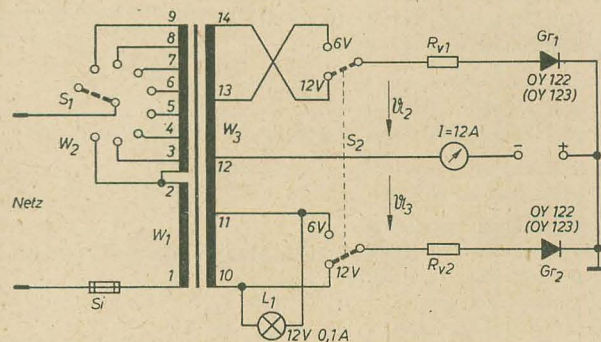 9
8
7
6
5
4
3
2
1
S1
W2
Netz
W1
Si
14
13
W3
12
11
10
6V
12V
Rv1
Gr1
OY 122
(OY 123)
S2
I=12A
−
+
6V
12V
Rv2
OY 122
(OY 123)
Gr2
L1
12V 0,1A